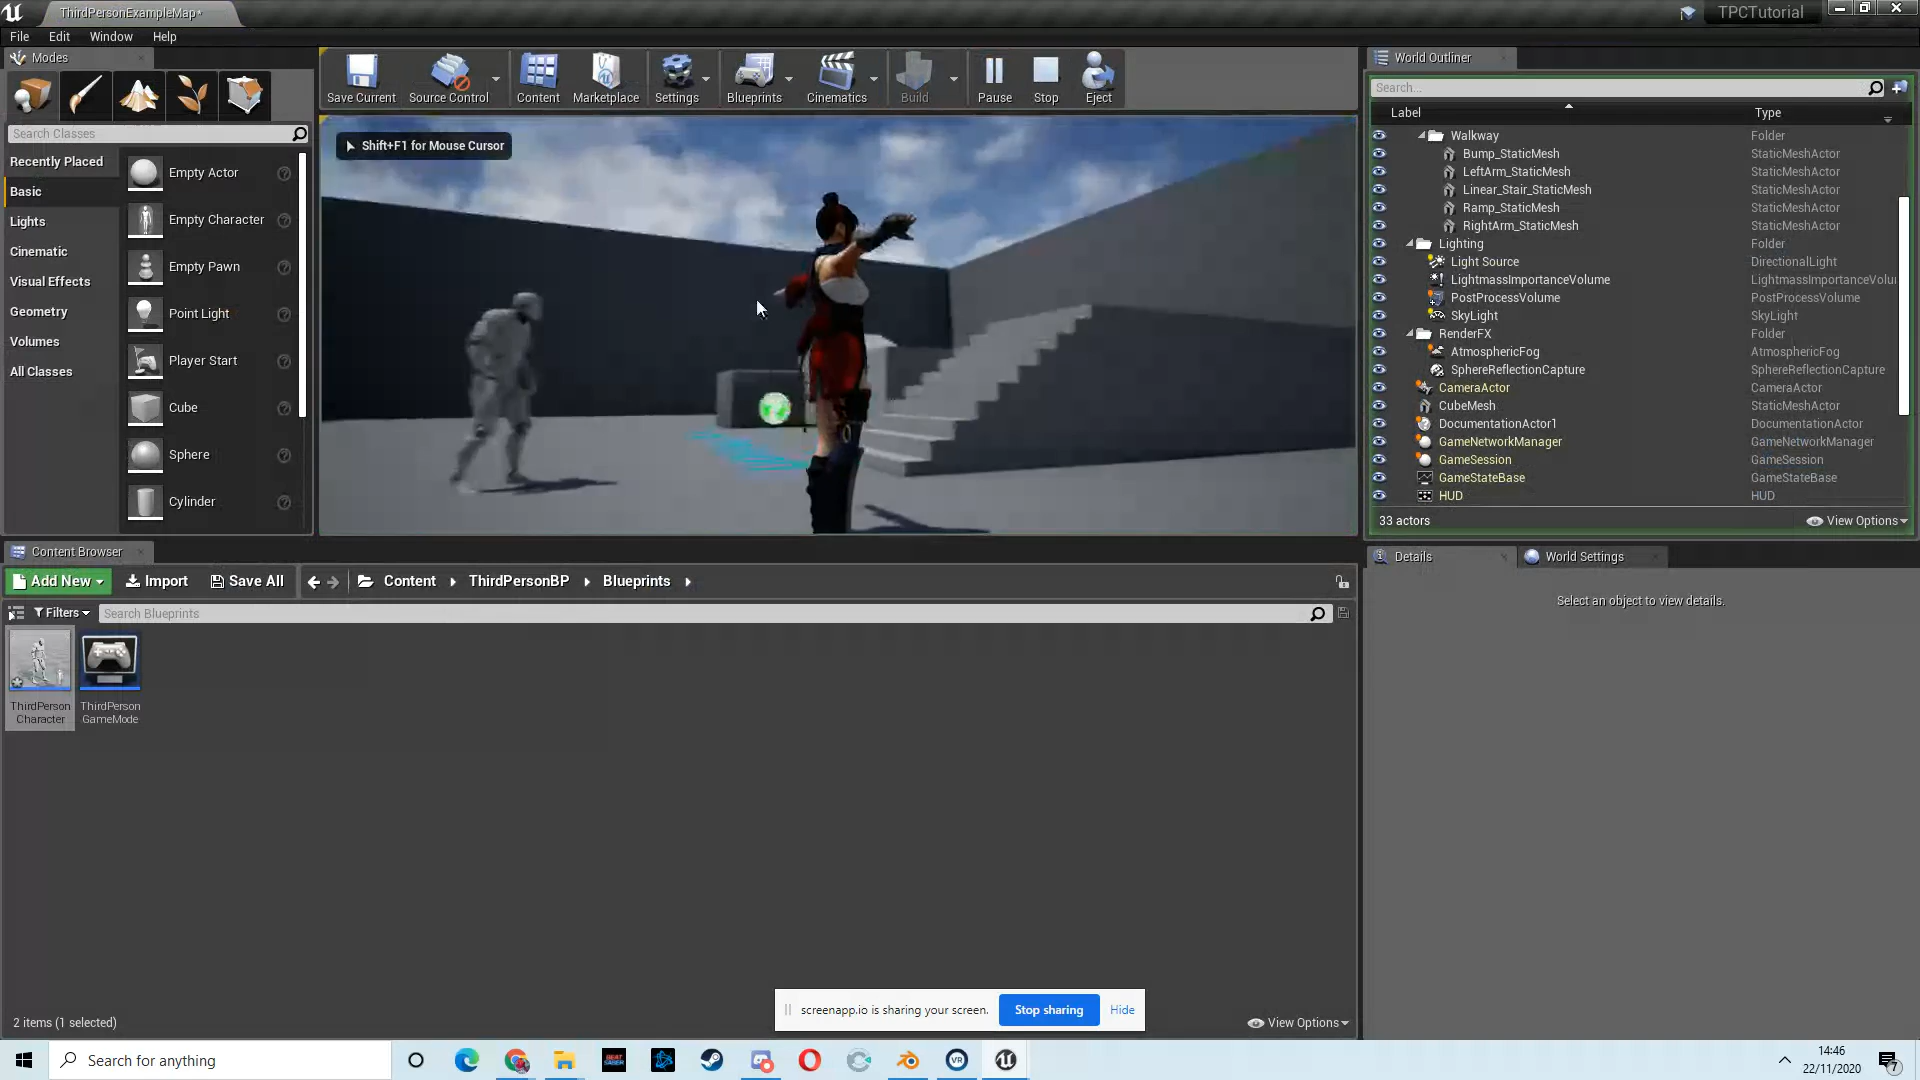 ThirdPersonExampleMap*
TPCTutorial
File Edit Window Help
Modes
Save Current
Source Control
Content
Marketplace
Settings
Blueprints
Cinematics
Build
Pause
Stop
Eject
Search Classes
Recently Placed
Basic
Lights
Cinematic
Visual Effects
Geometry
Volumes
All Classes
Empty Actor
Empty Character
Empty Pawn
Point Light
Player Start
Cube
Sphere
Cylinder
Shift+F1 for Mouse Cursor
World Outliner
Search...
Label Type
Walkway Folder
Bump_StaticMesh StaticMeshActor
LeftArm_StaticMesh StaticMeshActor
Linear_Stair_StaticMesh StaticMeshActor
Ramp_StaticMesh StaticMeshActor
RightArm_StaticMesh StaticMeshActor
Lighting Folder
Light Source DirectionalLight
LightmassImportanceVolume LightmassImportanceVolu
PostProcessVolume PostProcessVolume
SkyLight SkyLight
RenderFX Folder
AtmosphericFog AtmosphericFog
SphereReflectionCapture SphereReflectionCapture
CameraActor CameraActor
CubeMesh StaticMeshActor
DocumentationActor1 DocumentationActor
GameNetworkManager GameNetworkManager
GameSession GameSession
GameStateBase GameStateBase
HUD HUD
33 actors View Options
Details World Settings
Select an object to view details.
Content Browser
Add New Import Save All Content ThirdPersonBP Blueprints
Filters Search Blueprints
ThirdPerson
Character
ThirdPerson
GameMode
2 items (1 selected) View Options
screenapp.io is sharing your screen. Stop sharing Hide
Search for anything
BEAT
SABER
VR
14:46
22/11/2020
7